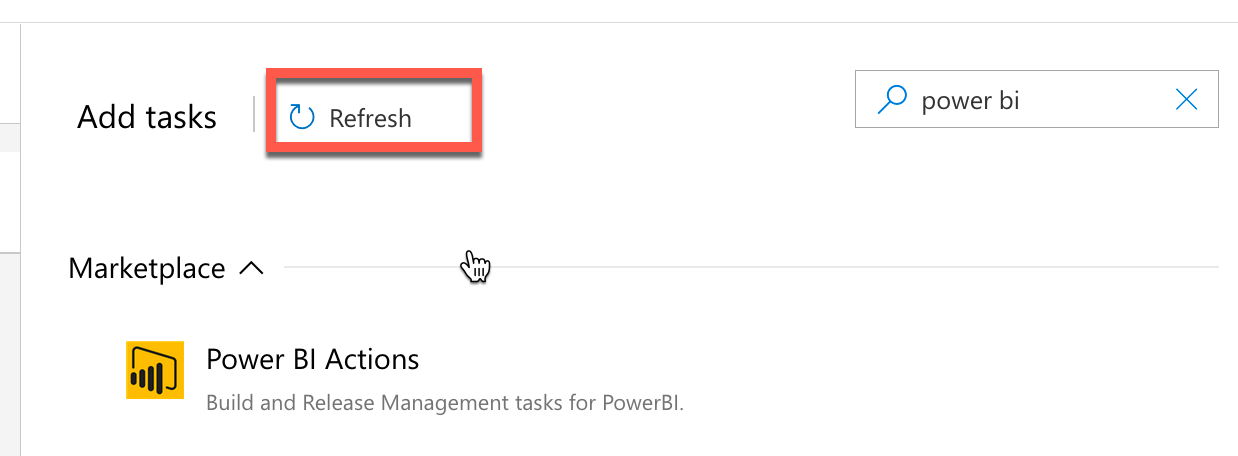 Add tasks
Refresh
power bi
Marketplace
Power BI Actions
Build and Release Management tasks for PowerBI.